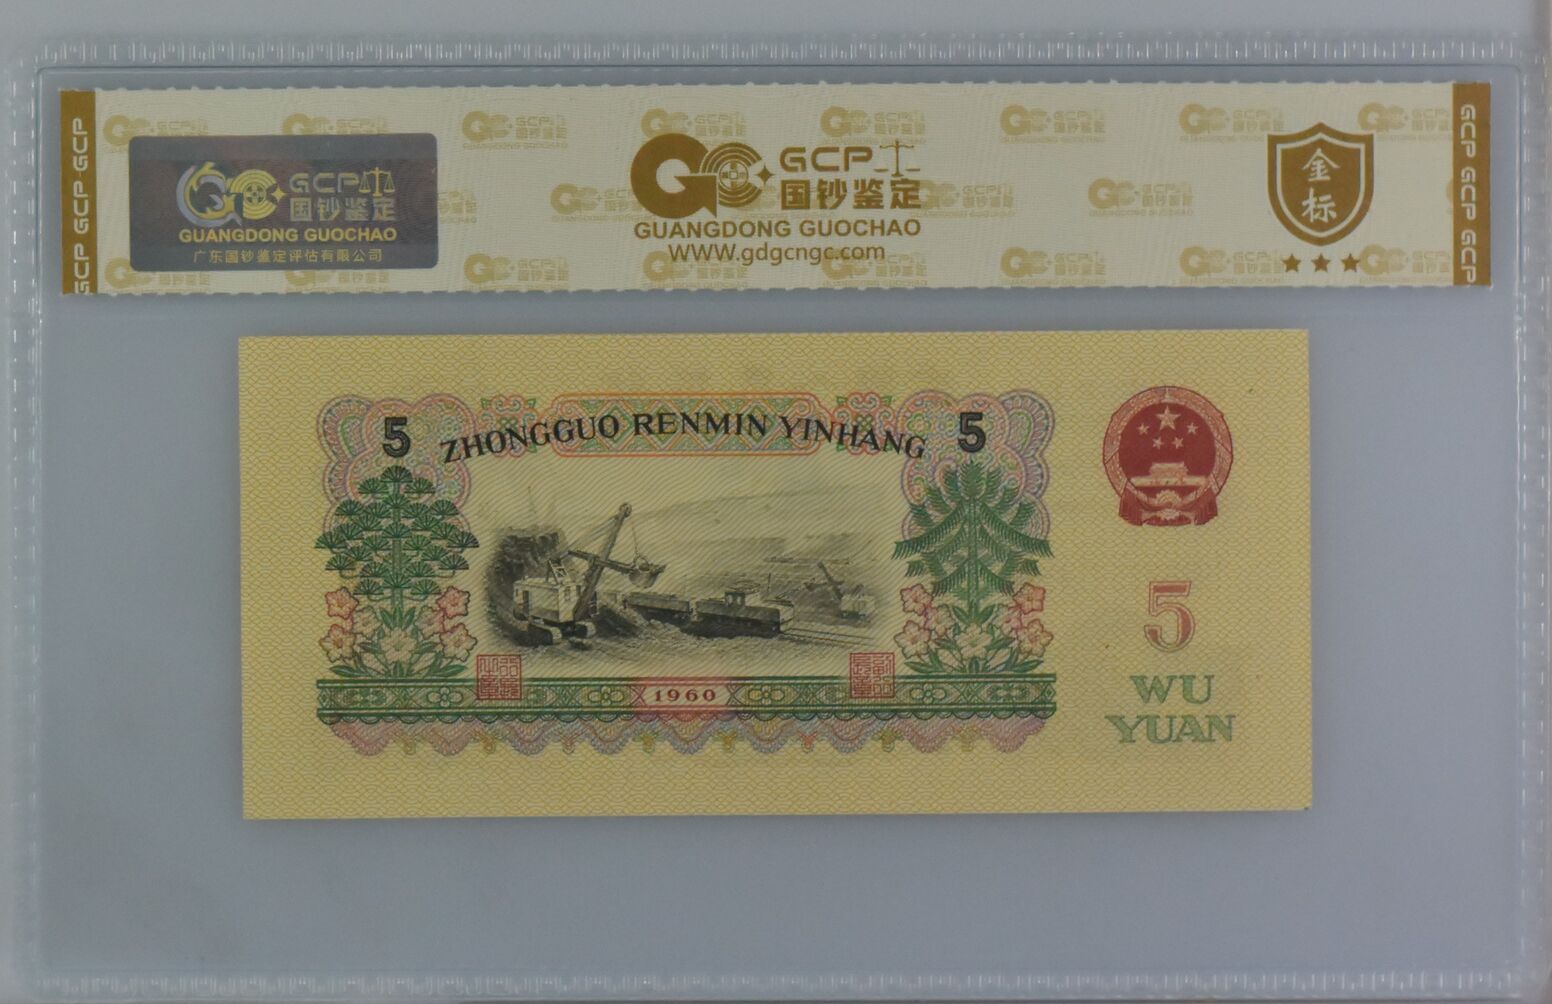 GCP GCP GCP
GCP
国钞鉴定
GUANGDONG GUOCHAO
广东国钞鉴定评估有限公司
GCP
国钞鉴定
GUANGDONG GUOCHAO
WWW.gdgcngc.com
金
标
GCP GCP GCP
5
ZHONGGUO RENMIN YINHANG
5
1960
5
WU
YUAN